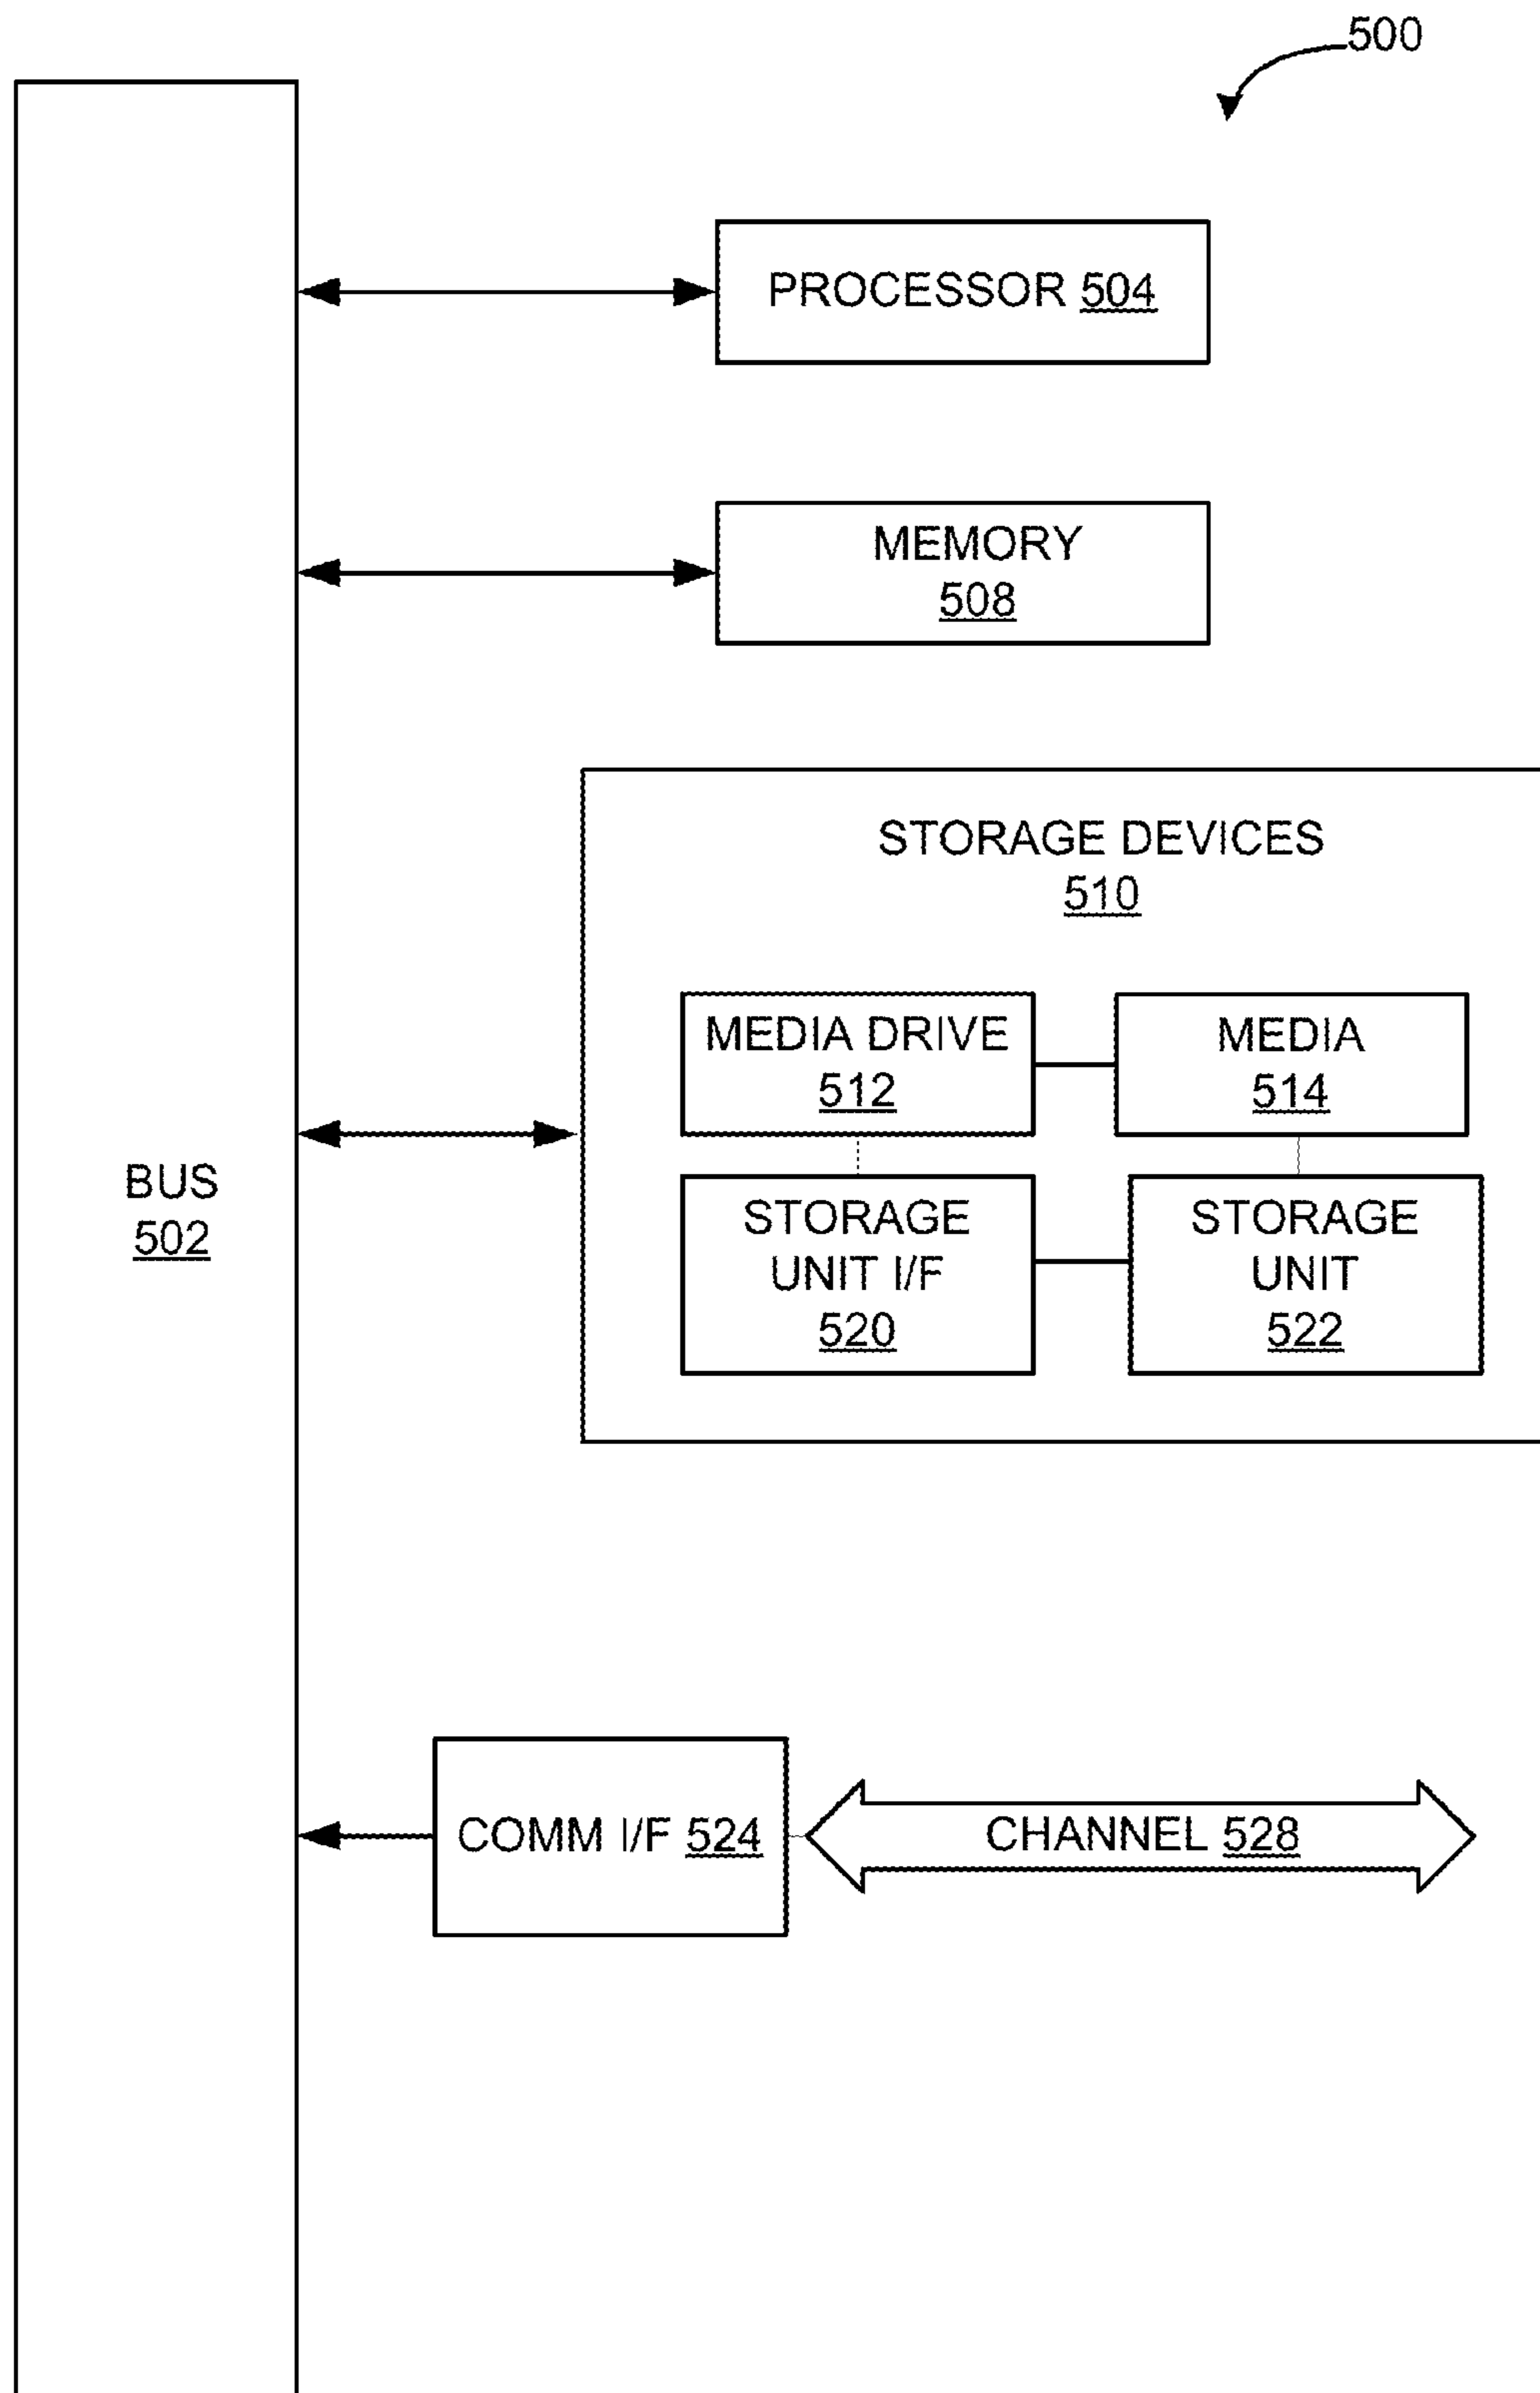 500
PROCESSOR 504
MEMORY
508
STORAGE DEVICES
510
MEDIA DRIVE
512
MEDIA
514
BUS
502
STORAGE
UNIT I/F
520
STORAGE
UNIT
522
COMM I/F 524
CHANNEL 528